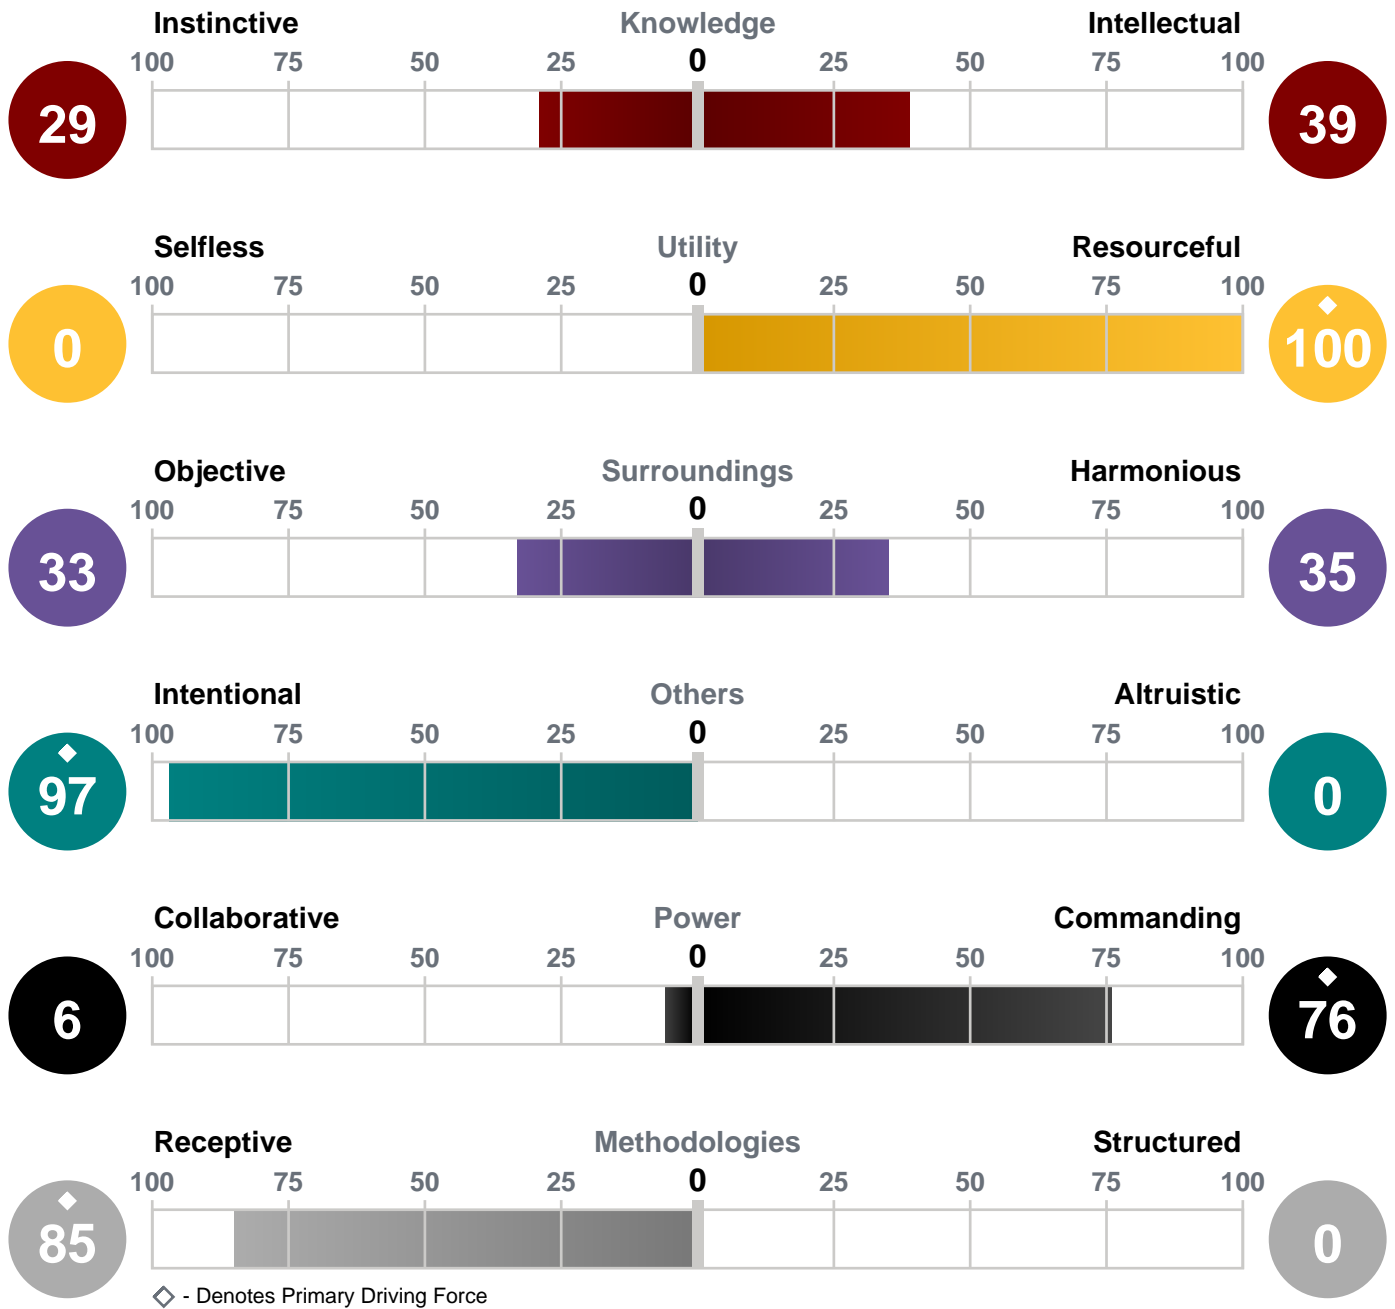 Instinctive Knowledge Intellectual
100 75 50 25 0 25 50 75 100
29 39
Selfless Utility Resourceful
100 75 50 25 0 25 50 75 100
0 100
Objective Surroundings Harmonious
100 75 50 25 0 25 50 75 100
33 35
Intentional Others Altruistic
100 75 50 25 0 25 50 75 100
97 0
Collaborative Power Commanding
100 75 50 25 0 25 50 75 100
6 76
Receptive Methodologies Structured
100 75 50 25 0 25 50 75 100
85 0
- Denotes Primary Driving Force